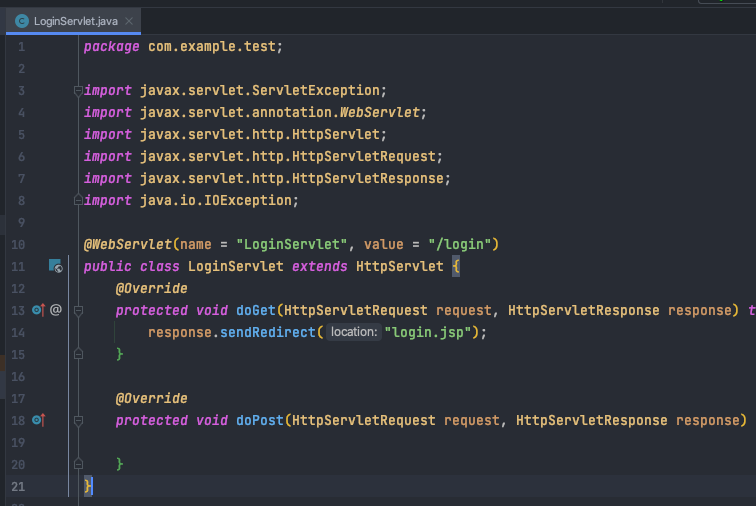 LoginServlet.java
1 package com.example.test;
2
3 import javax.servlet.ServletException;
4 import javax.servlet.annotation.WebServlet;
5 import javax.servlet.http.HttpServlet;
6 import javax.servlet.http.HttpServletRequest;
7 import javax.servlet.http.HttpServletResponse;
8 import java.io.IOException;
9
10 @WebServlet(name = "LoginServlet", value = "/login")
11 public class LoginServlet extends HttpServlet {
12 @Override
13 @ protected void doGet(HttpServletRequest request, HttpServletResponse response) t
14 response.sendRedirect( location: "login.jsp");
15 }
16
17 @Override
18 protected void doPost(HttpServletRequest request, HttpServletResponse response)
19
20 }
21 }